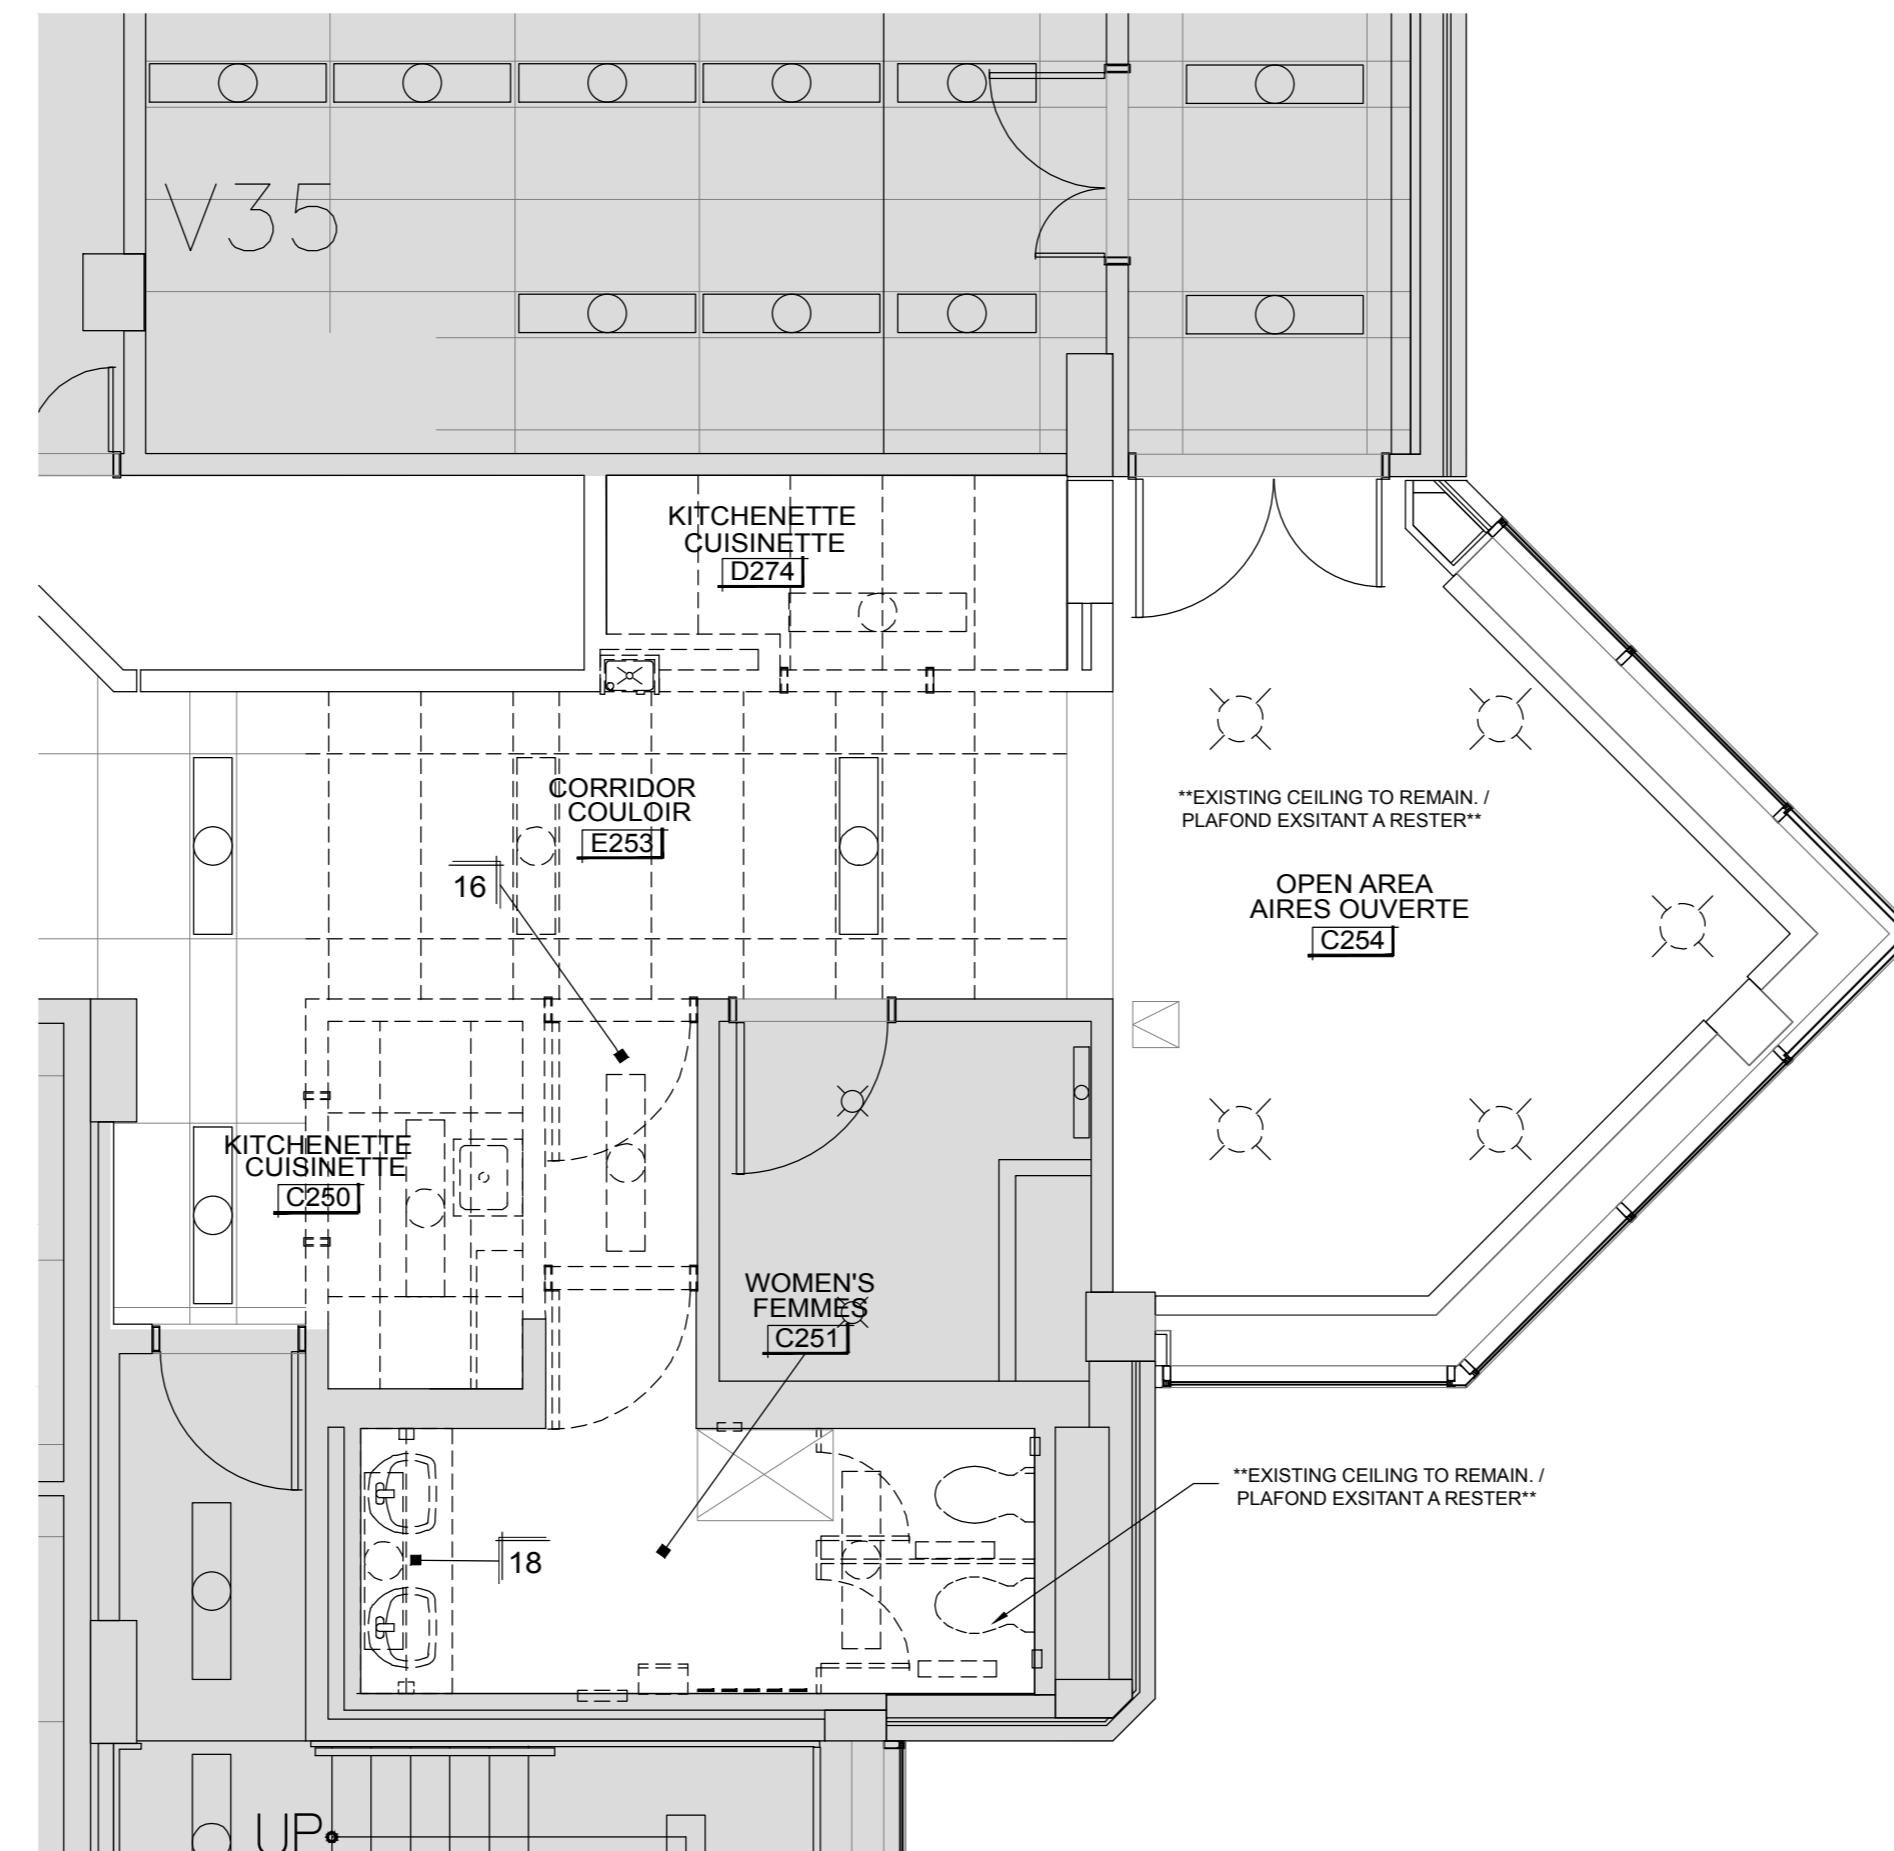 V35
KITCHENETTE
CUISINETTE
D274
CORRIDOR
COULOIR
E253
16
**EXISTING CEILING TO REMAIN. /
PLAFOND EXSITANT A RESTER**
OPEN AREA
AIRES OUVERTE
C254
KITCHENETTE
CUISINETTE
C250
WOMEN'S
FEMMES
C251
**EXISTING CEILING TO REMAIN. /
PLAFOND EXSITANT A RESTER**
18
UP